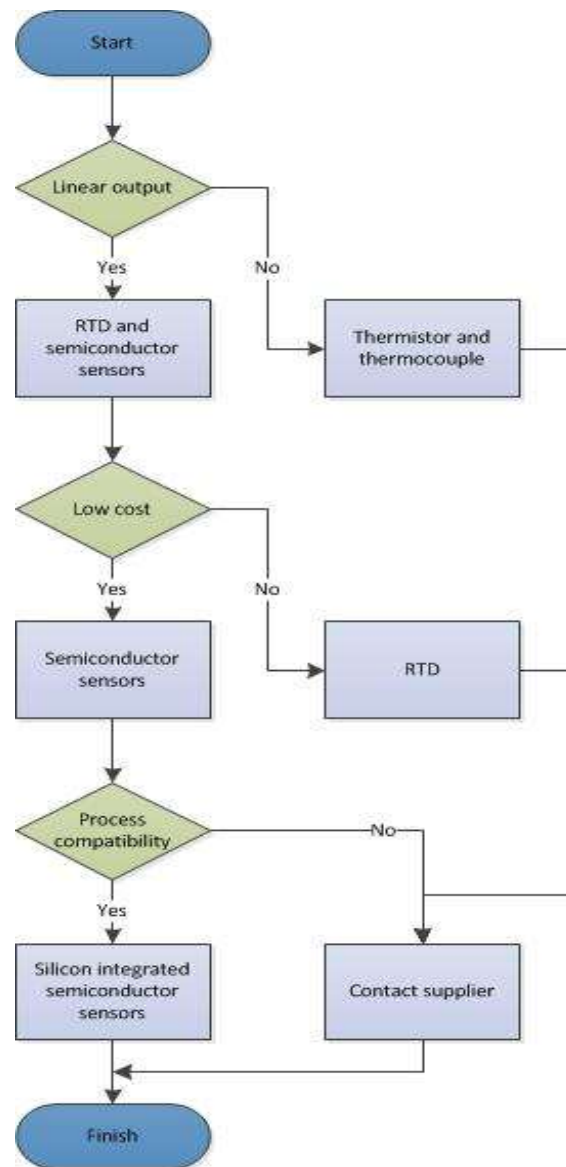 Start
Linear output
Yes
No
RTD and
semiconductor
sensors
Thermistor and
thermocouple
Low cost
Yes
No
Semiconductor
sensors
RTD
Process
compatibility
No
Yes
Silicon integrated
semiconductor
sensors
Contact supplier
Finish